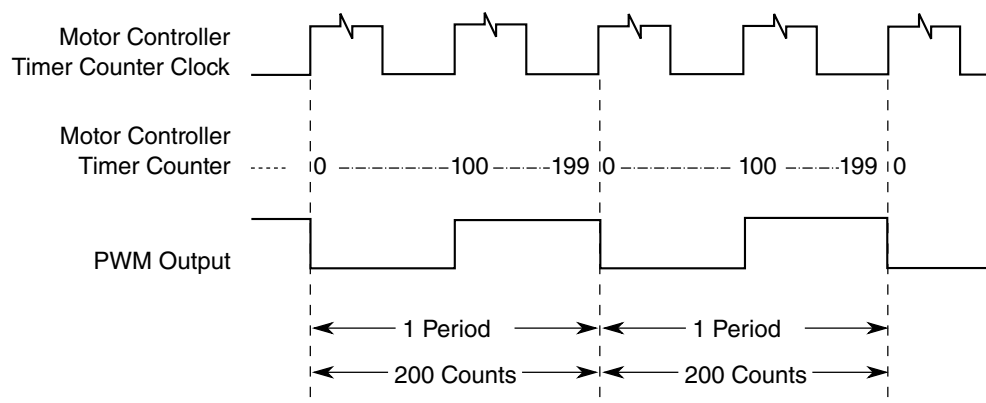 Motor Controller
Timer Counter Clock
Motor Controller
Timer Counter
0 100 199 0 100 199 0
PWM Output
1 Period 1 Period
200 Counts 200 Counts